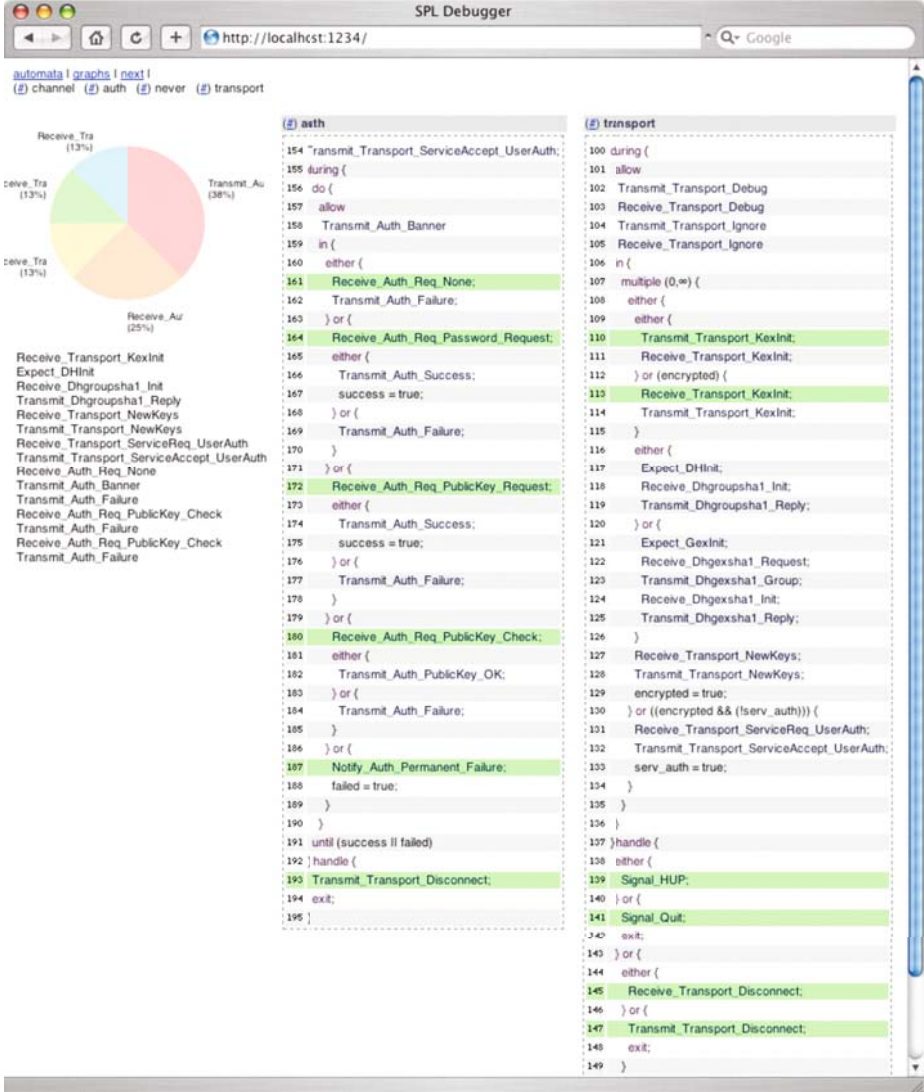 SPL Debugger
http://localhost:1234/
Google
automata | graphs | next |
(#) channel (#) auth (#) never (#) transport
Receive_Tra
(13%)
ceive_Tra
(13%)
Transmit_Au
(38%)
ceive_Tra
(13%)
Receive_Au
(25%)
Receive_Transport_KexInit
Expect_DHInit
Receive_Dhgroupsha1_Init
Transmit_Dhgroupsha1_Reply
Receive_Transport_NewKeys
Transmit_Transport_NewKeys
Receive_Transport_ServiceReq_UserAuth
Transmit_Transport_ServiceAccept_UserAuth
Receive_Auth_Req_None
Transmit_Auth_Banner
Transmit_Auth_Failure
Receive_Auth_Req_PublicKey_Check
Transmit_Auth_Failure
Receive_Auth_Req_PublicKey_Check
Transmit_Auth_Failure
(#) auth
154 Transmit_Transport_ServiceAccept_UserAuth;
155 during {
156 do {
157 allow
158 Transmit_Auth_Banner
159 in {
160 either {
161 Receive_Auth_Req_None;
162 Transmit_Auth_Failure;
163 } or {
164 Receive_Auth_Req_Password_Request;
165 either {
166 Transmit_Auth_Success;
167 success = true;
168 } or {
169 Transmit_Auth_Failure;
170 }
171 } or {
172 Receive_Auth_Req_PublicKey_Request;
173 either {
174 Transmit_Auth_Success;
175 success = true;
176 } or {
177 Transmit_Auth_Failure;
178 }
179 } or {
180 Receive_Auth_Req_PublicKey_Check;
181 either {
182 Transmit_Auth_PublicKey_OK;
183 } or {
184 Transmit_Auth_Failure;
185 }
186 } or {
187 Notify_Auth_Permanent_Failure;
188 failed = true;
189 }
190 }
191 until (success || failed)
192 } handle {
193 Transmit_Transport_Disconnect;
194 exit;
195 }
(#) transport
100 during {
101 allow
102 Transmit_Transport_Debug
103 Receive_Transport_Debug
104 Transmit_Transport_Ignore
105 Receive_Transport_Ignore
106 in {
107 multiple (0,∞) {
108 either {
109 either {
110 Transmit_Transport_KexInit;
111 Receive_Transport_KexInit;
112 } or (encrypted) {
113 Receive_Transport_KexInit;
114 Transmit_Transport_KexInit;
115 }
116 either {
117 Expect_DHInit;
118 Receive_Dhgroupsha1_Init;
119 Transmit_Dhgroupsha1_Reply;
120 } or {
121 Expect_GexInit;
122 Receive_Dhgexsha1_Request;
123 Transmit_Dhgexsha1_Group;
124 Receive_Dhgexsha1_Init;
125 Transmit_Dhgexsha1_Reply;
126 }
127 Receive_Transport_NewKeys;
128 Transmit_Transport_NewKeys;
129 encrypted = true;
130 } or ((encrypted && (!serv_auth))) {
131 Receive_Transport_ServiceReq_UserAuth;
132 Transmit_Transport_ServiceAccept_UserAuth;
133 serv_auth = true;
134 }
135 }
136 }
137 }handle {
138 either {
139 Signal_HUP;
140 } or {
141 Signal_Quit;
142 exit;
143 } or {
144 either {
145 Receive_Transport_Disconnect;
146 } or {
147 Transmit_Transport_Disconnect;
148 exit;
149 }